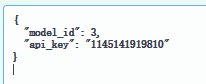 {
  "model_id": 3,
  "api_key": "1145141919810"
}